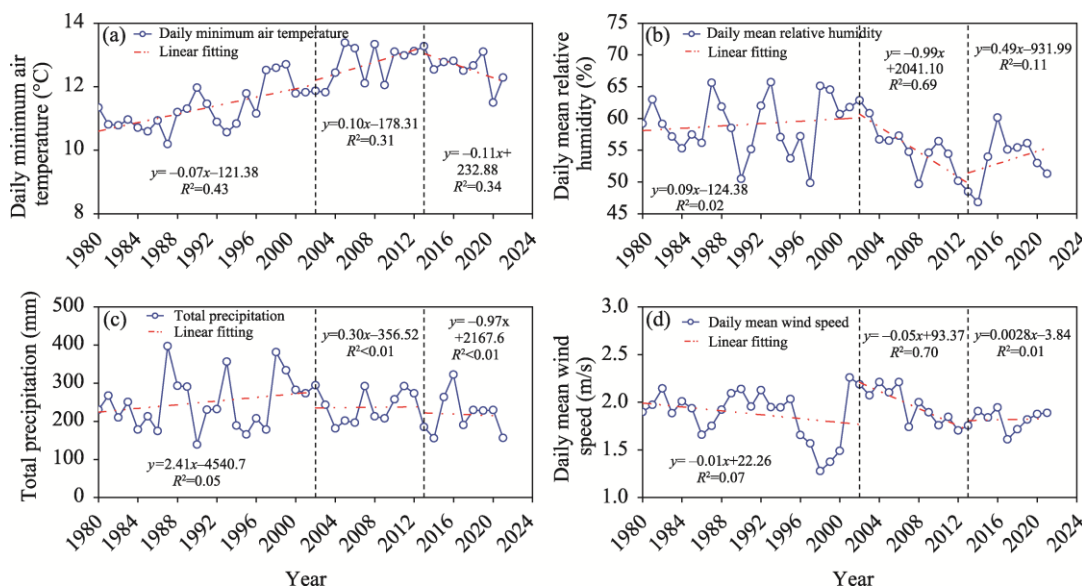 (a)
Daily minimum air temperature
Linear fitting
Daily minimum air
temperature (°C)
14
12
10
8
y= −0.07x−121.38
R²=0.43
y=0.10x−178.31
R²=0.31
y= −0.11x+
232.88
R²=0.34
1980
1984
1988
1992
1996
2000
2004
2008
2012
2016
2020
2024
(b)
Daily mean relative humidity
Linear fitting
Daily mean relative
humidity (%)
75
70
65
60
55
50
45
y=0.09x−124.38
R²=0.02
y= −0.99x
+2041.10
R²=0.69
y=0.49x−931.99
R²=0.11
1980
1984
1988
1992
1996
2000
2004
2008
2012
2016
2020
2024
(c)
Total precipitation
Linear fitting
Total precipitation (mm)
500
400
300
200
100
0
y=2.41x−4540.7
R²=0.05
y=0.30x−356.52
R²<0.01
y= −0.97x
+2167.6
R²<0.01
1980
1984
1988
1992
1996
2000
2004
2008
2012
2016
2020
2024
Year
(d)
Daily mean wind speed
Linear fitting
Daily mean wind
speed (m/s)
3.0
2.5
2.0
1.5
1.0
y= −0.01x+22.26
R²=0.07
y= −0.05x+93.37
R²=0.70
y=0.0028x−3.84
R²=0.01
1980
1984
1988
1992
1996
2000
2004
2008
2012
2016
2020
2024
Year